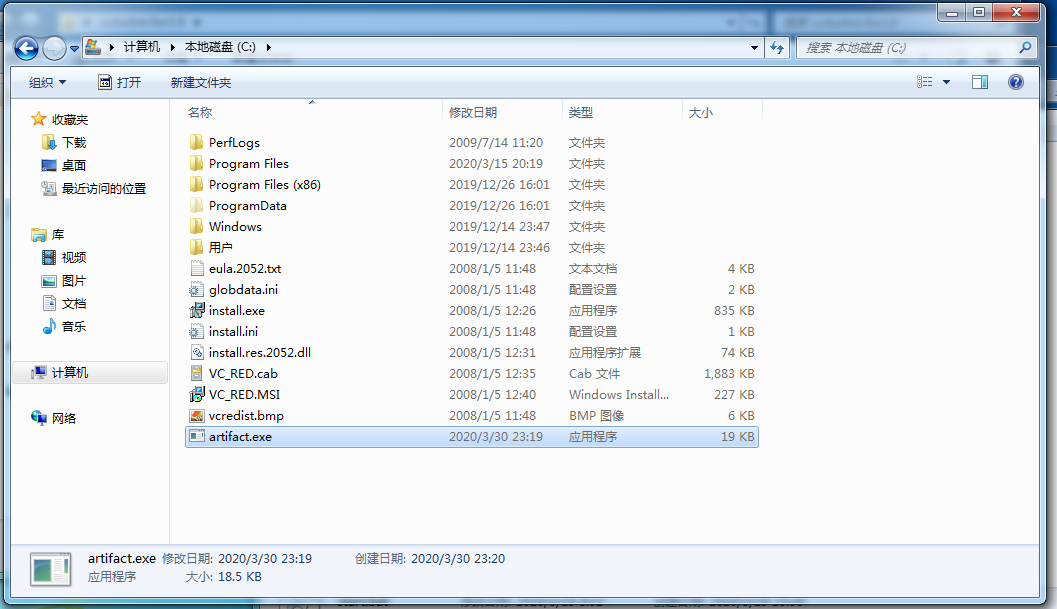 计算机 本地磁盘 (C:) 搜索 本地磁盘 (C:)
组织 打开 新建文件夹
名称 修改日期 类型 大小
收藏夹
下载
桌面
最近访问的位置
库
视频
图片
文档
音乐
计算机
网络
PerfLogs 2009/7/14 11:20 文件夹
Program Files 2020/3/15 20:19 文件夹
Program Files (x86) 2019/12/26 16:01 文件夹
ProgramData 2019/12/26 16:01 文件夹
Windows 2019/12/14 23:47 文件夹
用户 2019/12/14 23:46 文件夹
eula.2052.txt 2008/1/5 11:48 文本文档 4 KB
globdata.ini 2008/1/5 11:48 配置设置 2 KB
install.exe 2008/1/5 12:26 应用程序 835 KB
install.ini 2008/1/5 11:48 配置设置 1 KB
install.res.2052.dll 2008/1/5 12:31 应用程序扩展 74 KB
VC_RED.cab 2008/1/5 12:35 Cab 文件 1,883 KB
VC_RED.MSI 2008/1/5 12:40 Windows Install... 227 KB
vcredist.bmp 2008/1/5 11:48 BMP 图像 6 KB
artifact.exe 2020/3/30 23:19 应用程序 19 KB
artifact.exe 修改日期: 2020/3/30 23:19 创建日期: 2020/3/30 23:20
应用程序 大小: 18.5 KB